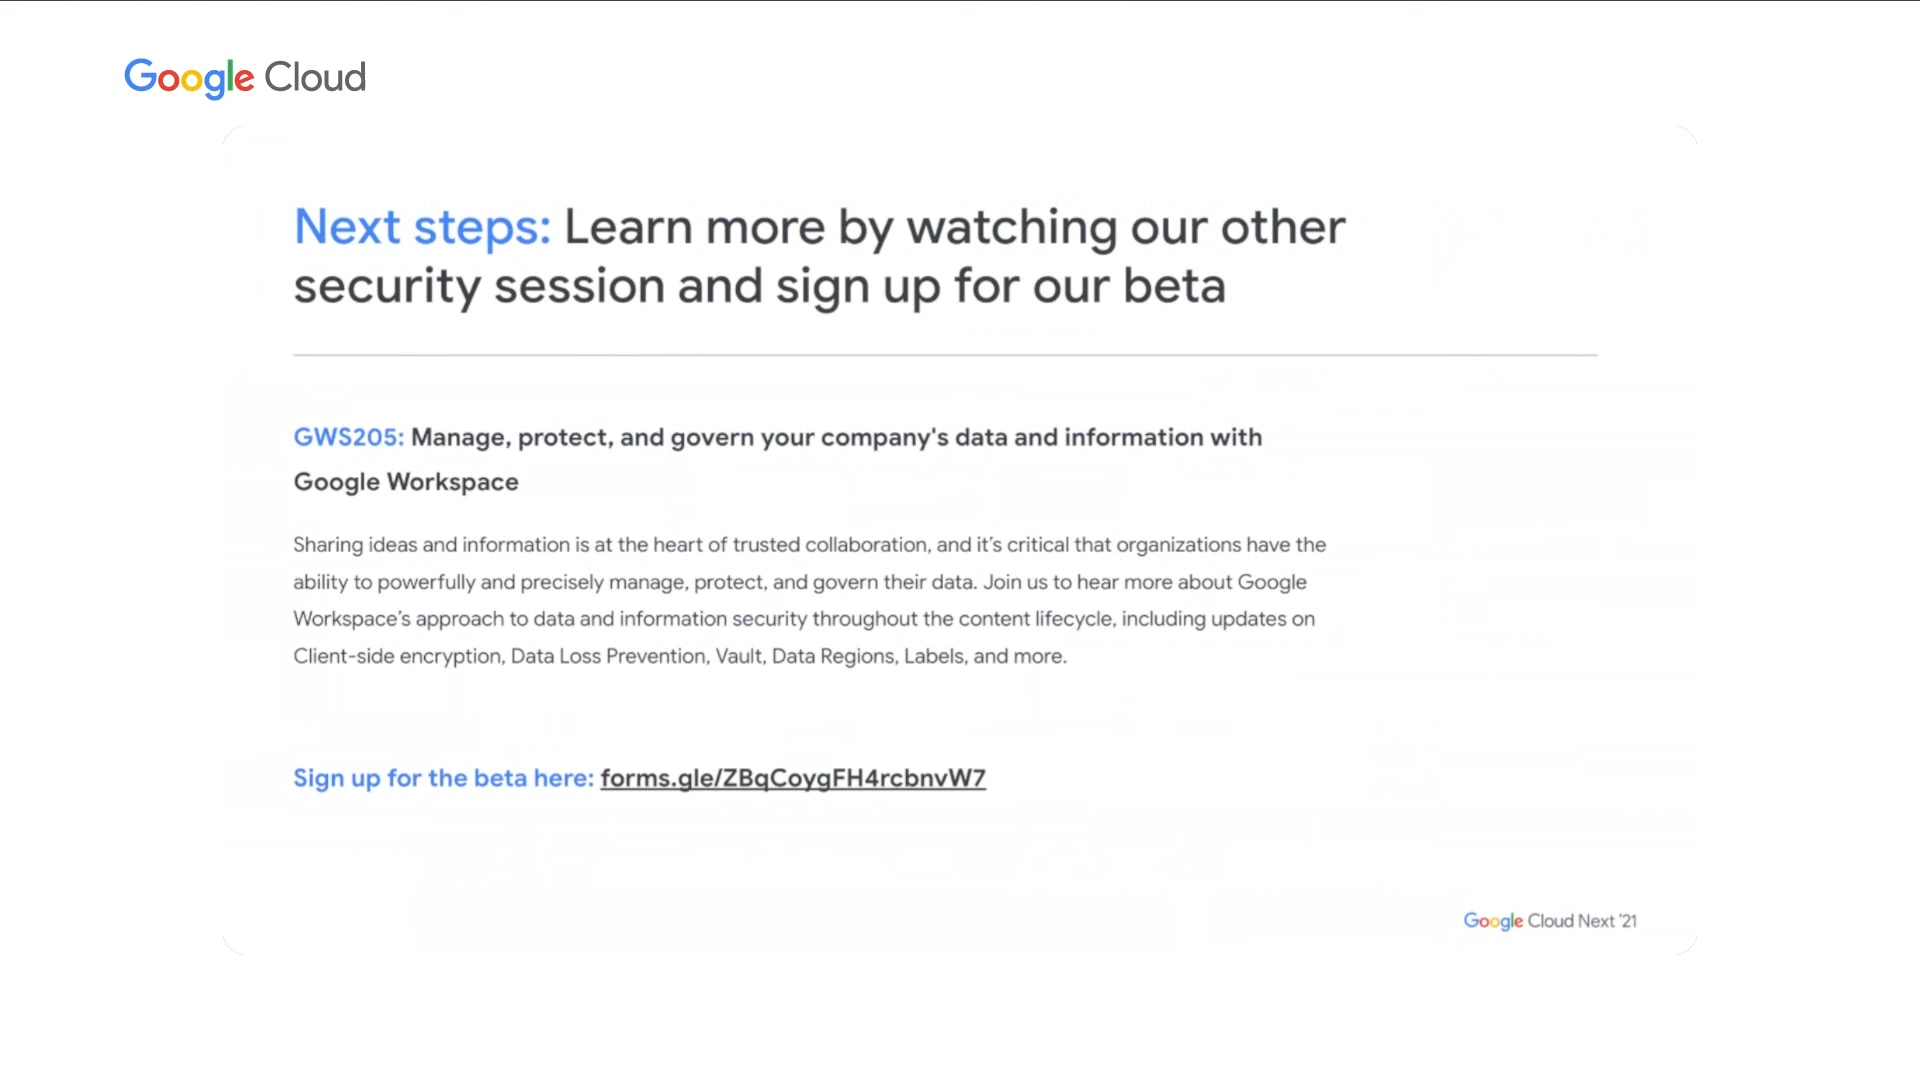 Google Cloud
Next steps: Learn more by watching our other
security session and sign up for our beta
GWS205: Manage, protect, and govern your company's data and information with
Google Workspace
Sharing ideas and information is at the heart of trusted collaboration, and it’s critical that organizations have the
ability to powerfully and precisely manage, protect, and govern their data. Join us to hear more about Google
Workspace’s approach to data and information security throughout the content lifecycle, including updates on
Client-side encryption, Data Loss Prevention, Vault, Data Regions, Labels, and more.
Sign up for the beta here: forms.gle/ZBqCoygFH4rcbnvW7
Google Cloud Next ’21